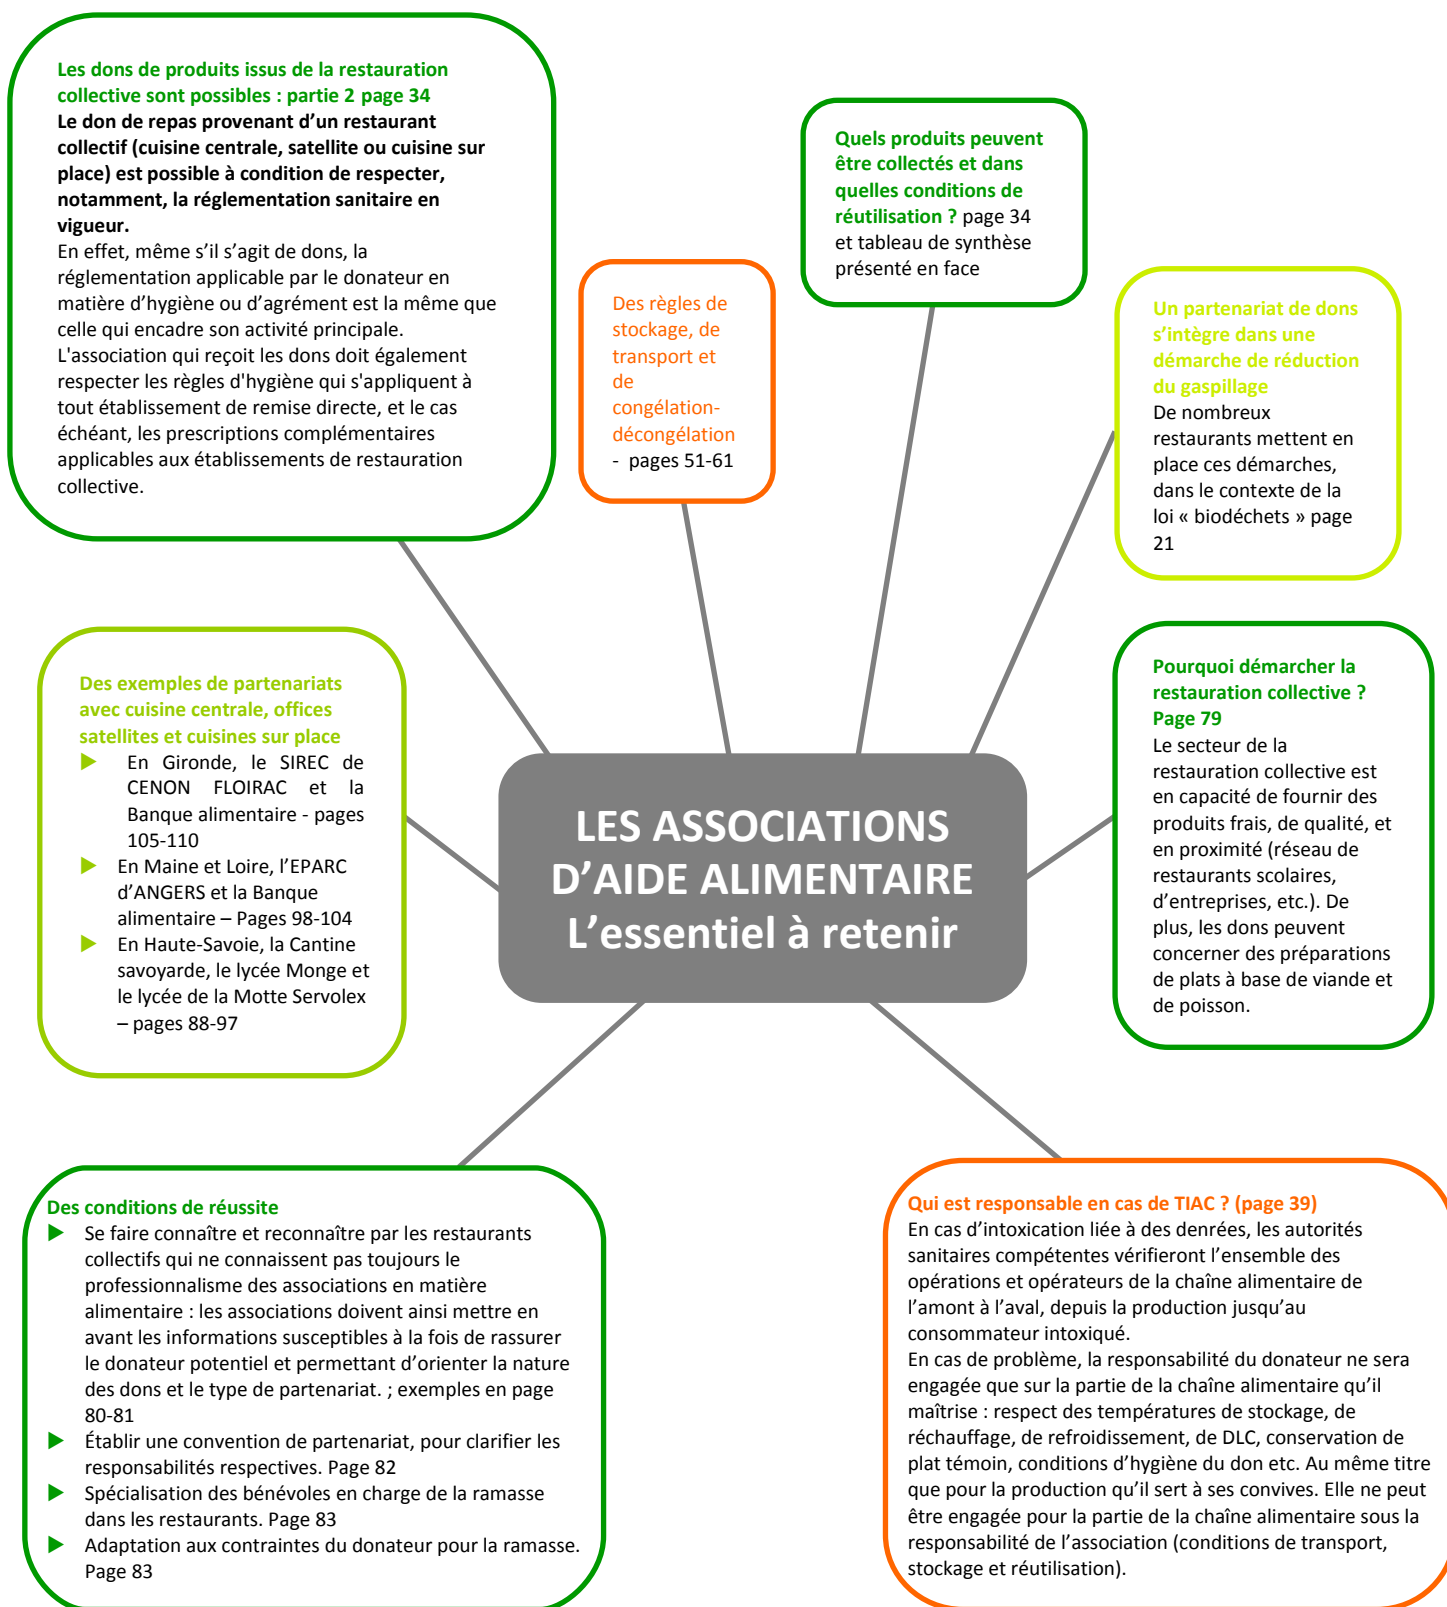 Les dons de produits issus de la restauration
collective sont possibles : partie 2 page 34
Le don de repas provenant d’un restaurant
collectif (cuisine centrale, satellite ou cuisine sur
place) est possible à condition de respecter,
notamment, la réglementation sanitaire en
vigueur.
En effet, même s’il s’agit de dons, la
réglementation applicable par le donateur en
matière d’hygiène ou d’agrément est la même que
celle qui encadre son activité principale.
L'association qui reçoit les dons doit également
respecter les règles d'hygiène qui s'appliquent à
tout établissement de remise directe, et le cas
échéant, les prescriptions complémentaires
applicables aux établissements de restauration
collective.
Des règles de
stockage, de
transport et
de
congélation-
décongélation
- pages 51-61
Quels produits peuvent
être collectés et dans
quelles conditions de
réutilisation ? page 34
et tableau de synthèse
présenté en face
Un partenariat de dons
s’intègre dans une
démarche de réduction
du gaspillage
De nombreux
restaurants mettent en
place ces démarches,
dans le contexte de la
loi « biodéchets » page
21
Des exemples de partenariats
avec cuisine centrale, offices
satellites et cuisines sur place
▶ En Gironde, le SIREC de
CENON FLOIRAC et la
Banque alimentaire - pages
105-110
▶ En Maine et Loire, l’EPARC
d’ANGERS et la Banque
alimentaire – Pages 98-104
▶ En Haute-Savoie, la Cantine
savoyarde, le lycée Monge et
le lycée de la Motte Servolex
– pages 88-97
LES ASSOCIATIONS
D’AIDE ALIMENTAIRE
L’essentiel à retenir
Pourquoi démarcher la
restauration collective ?
Page 79
Le secteur de la
restauration collective est
en capacité de fournir des
produits frais, de qualité, et
en proximité (réseau de
restaurants scolaires,
d’entreprises, etc.). De
plus, les dons peuvent
concerner des préparations
de plats à base de viande et
de poisson.
Des conditions de réussite
▶ Se faire connaître et reconnaître par les restaurants
collectifs qui ne connaissent pas toujours le
professionnalisme des associations en matière
alimentaire : les associations doivent ainsi mettre en
avant les informations susceptibles à la fois de rassurer
le donateur potentiel et permettant d’orienter la nature
des dons et le type de partenariat. ; exemples en page
80-81
▶ Établir une convention de partenariat, pour clarifier les
responsabilités respectives. Page 82
▶ Spécialisation des bénévoles en charge de la ramasse
dans les restaurants. Page 83
▶ Adaptation aux contraintes du donateur pour la ramasse.
Page 83
Qui est responsable en cas de TIAC ? (page 39)
En cas d’intoxication liée à des denrées, les autorités
sanitaires compétentes vérifieront l’ensemble des
opérations et opérateurs de la chaîne alimentaire de
l’amont à l’aval, depuis la production jusqu’au
consommateur intoxiqué.
En cas de problème, la responsabilité du donateur ne sera
engagée que sur la partie de la chaîne alimentaire qu’il
maîtrise : respect des températures de stockage, de
réchauffage, de refroidissement, de DLC, conservation de
plat témoin, conditions d’hygiène du don etc. Au même titre
que pour la production qu’il sert à ses convives. Elle ne peut
être engagée pour la partie de la chaîne alimentaire sous la
responsabilité de l’association (conditions de transport,
stockage et réutilisation).